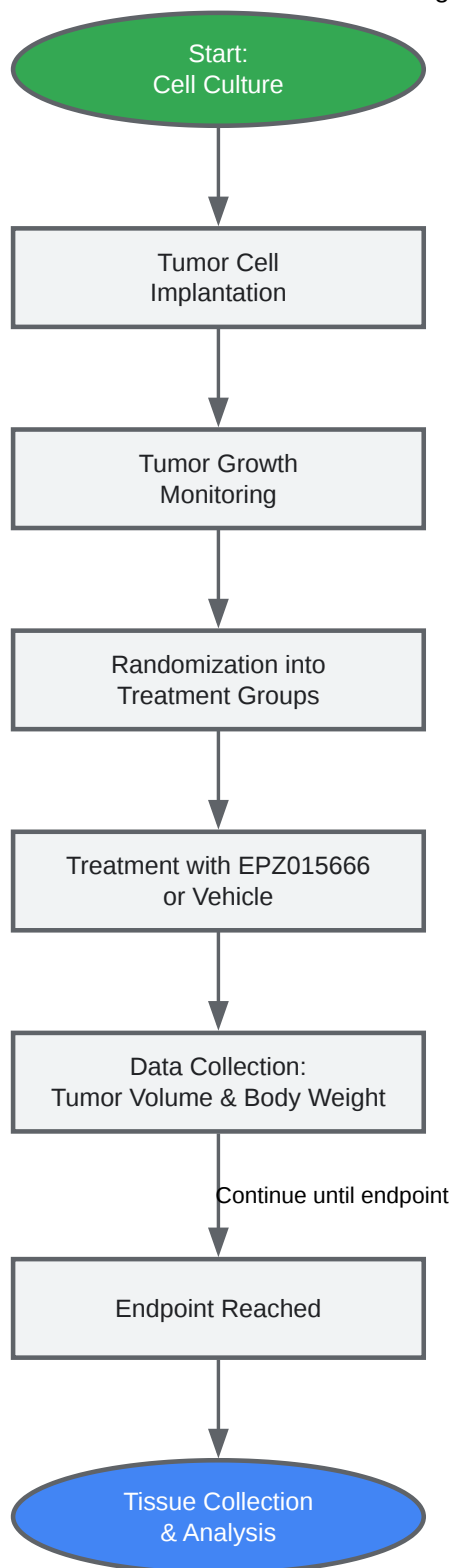 Start:
Cell Culture
Tumor Cell
Implantation
Tumor Growth
Monitoring
Randomization into
Treatment Groups
Treatment with EPZ015666
or Vehicle
Data Collection:
Tumor Volume & Body Weight
Continue until endpoint
Endpoint Reached
Tissue Collection
& Analysis